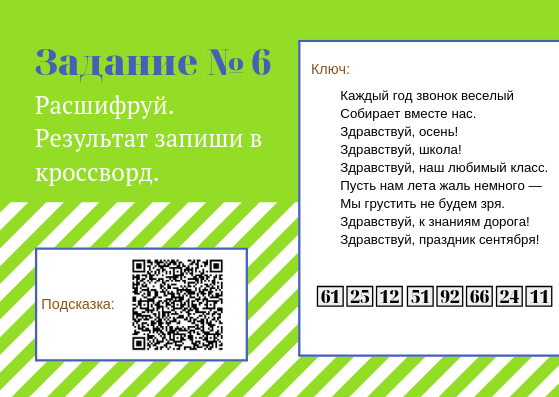 Задание № 6
Расшифруй.
Результат запиши в
кроссворд.
Подсказка:
Ключ:
Каждый год звонок веселый
Собирает вместе нас.
Здравствуй, осень!
Здравствуй, школа!
Здравствуй, наш любимый класс.
Пусть нам лета жаль немного —
Мы грустить не будем зря.
Здравствуй, к знаниям дорога!
Здравствуй, праздник сентября!
61 25 12 51 92 66 24 11